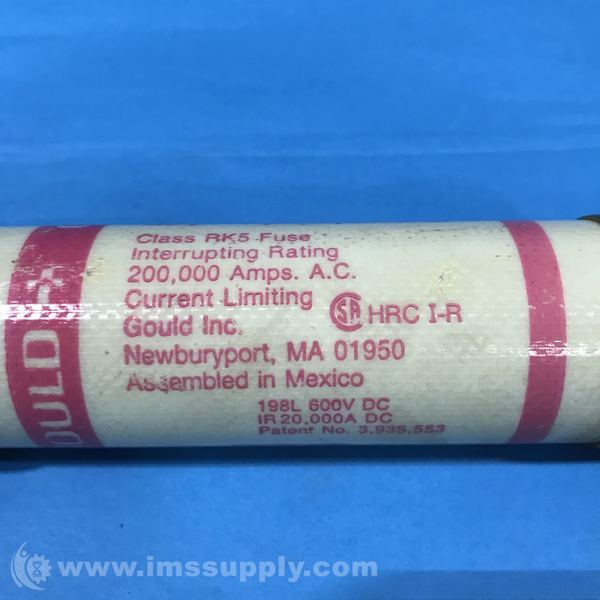 Class RK5 Fuse
Interrupting Rating
200,000 Amps. A.C.
Current Limiting
Gould Inc.
Newburyport, MA 01950
Assembled in Mexico
HRC I-R
198L 600V DC
IR 20,000A DC
Patent No. 3,935,553
OULD
www.imssupply.com